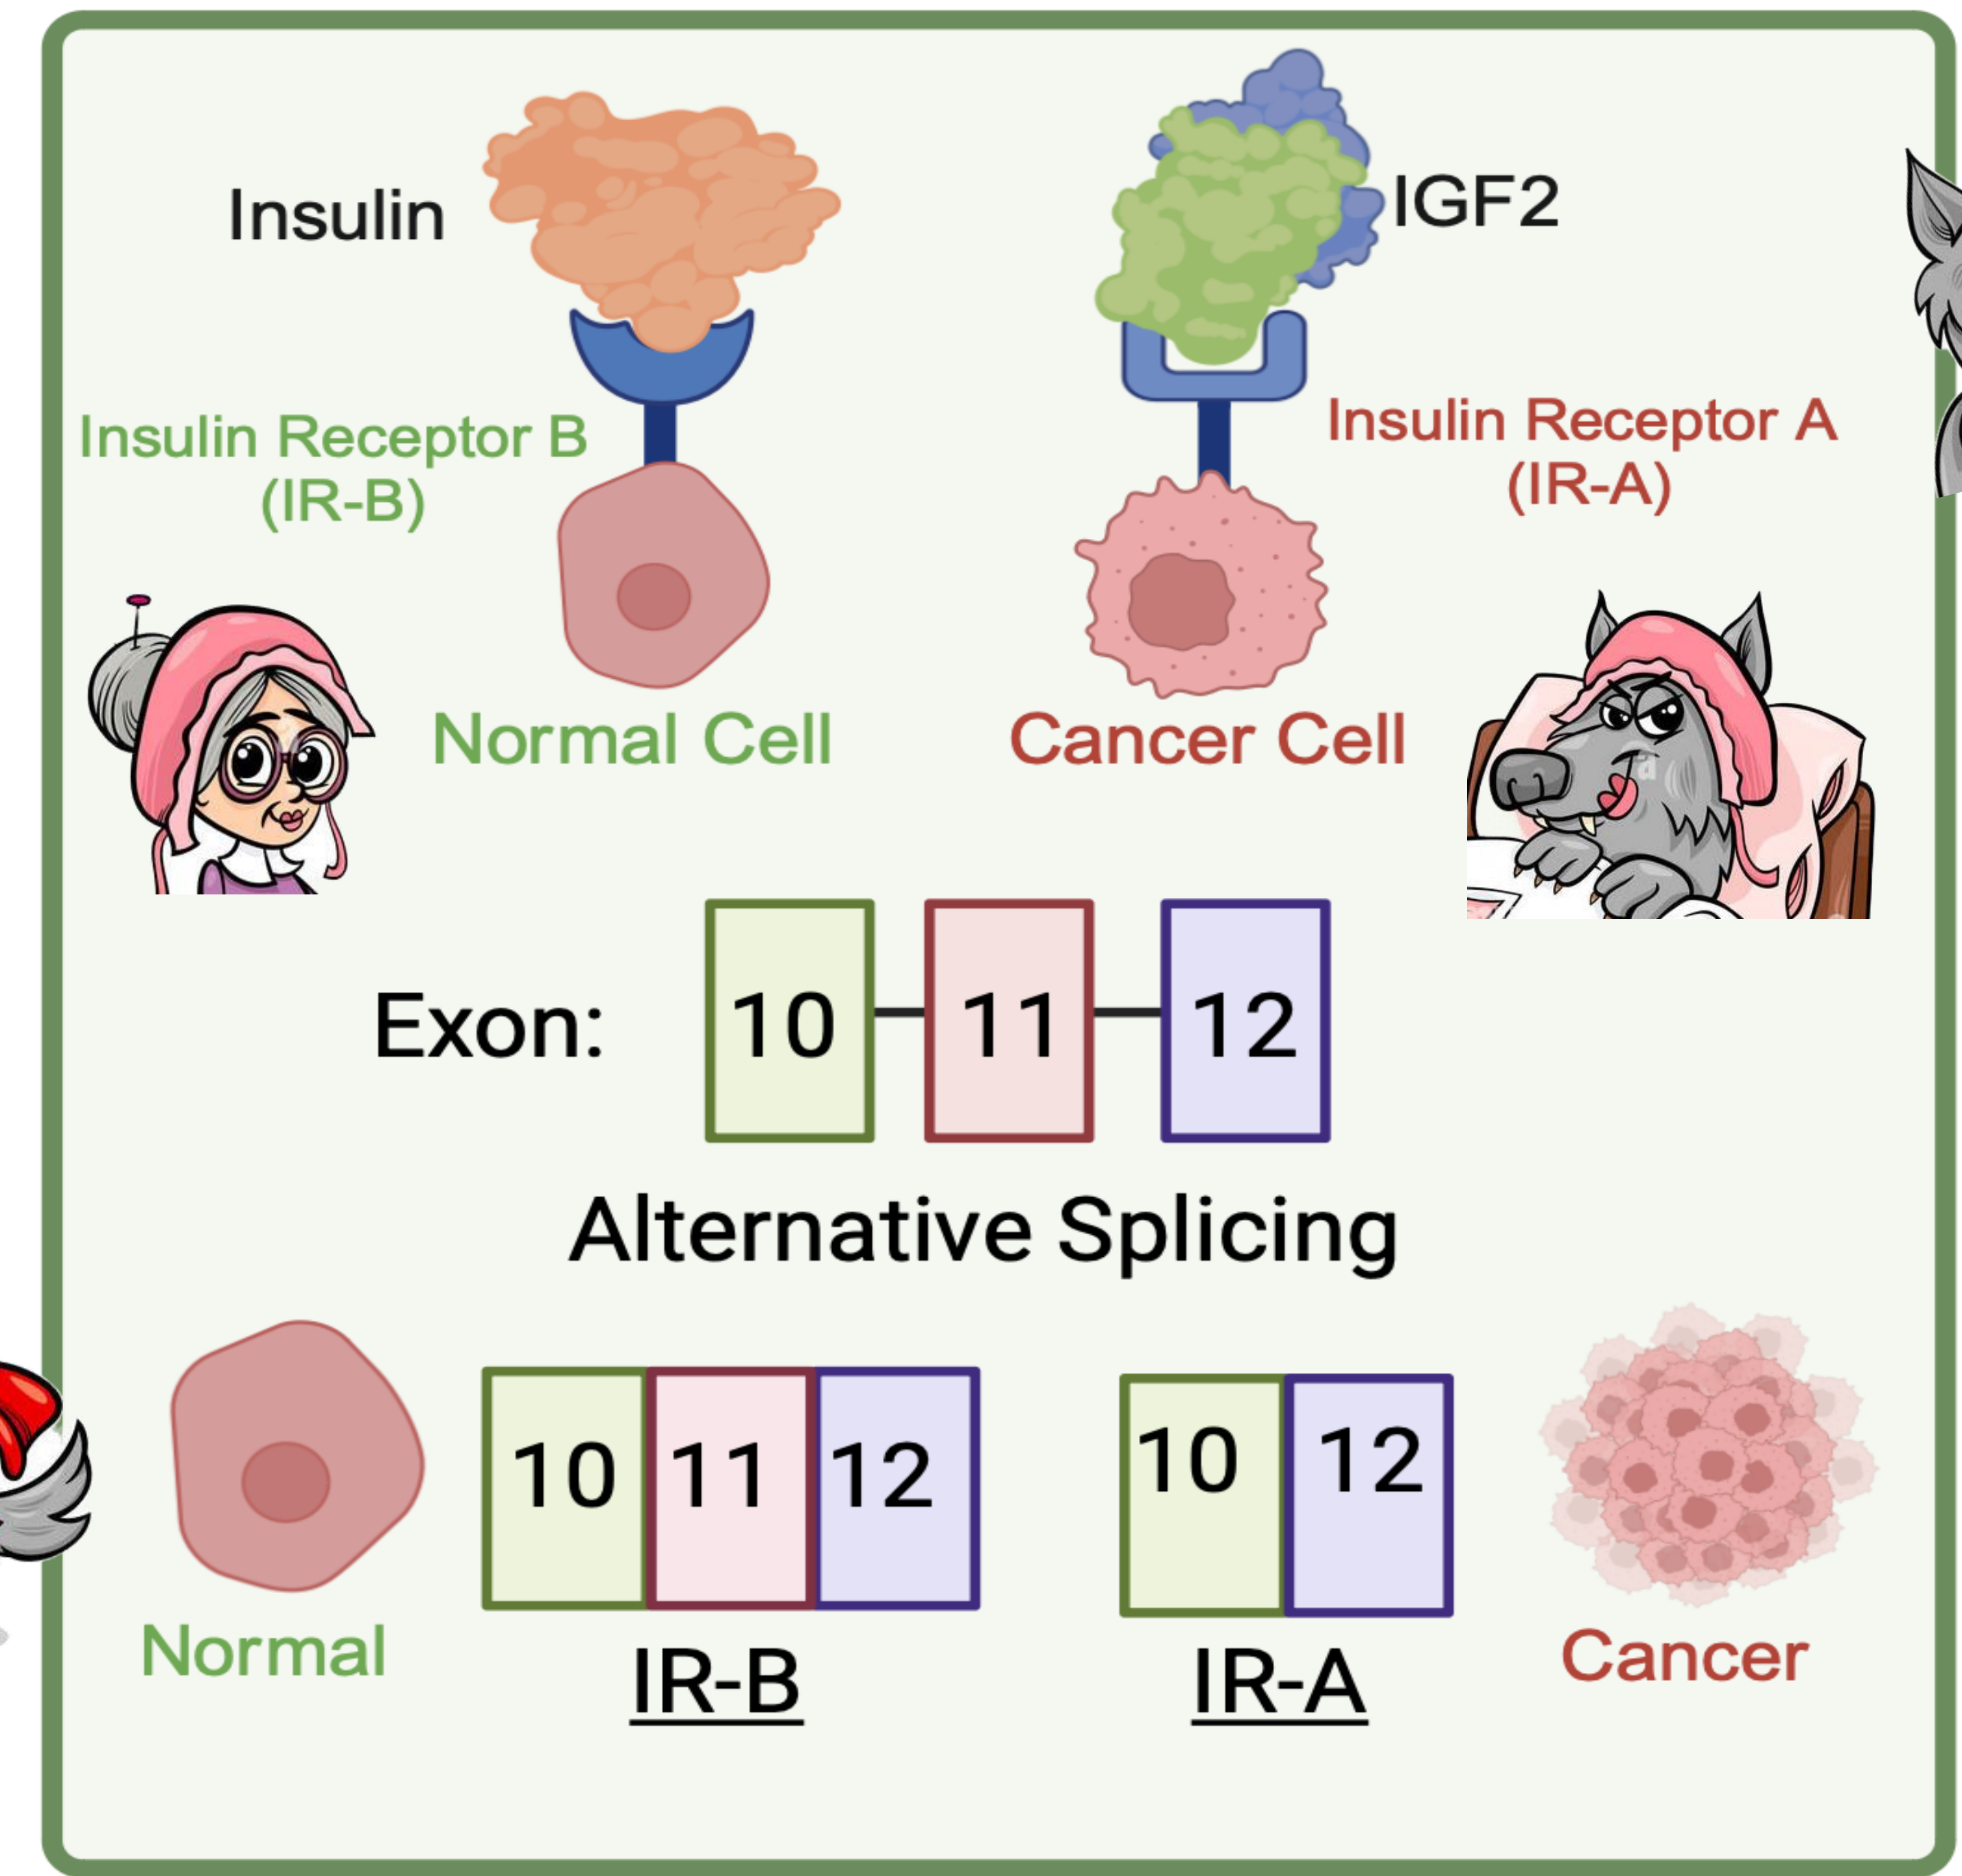 Insulin
IGF2
Insulin Receptor B
(IR-B)
Insulin Receptor A
(IR-A)
Normal Cell
Cancer Cell
a
Exon:
10
11
12
Alternative Splicing
10
11
12
10
12
Normal
IR-B
IR-A
Cancer